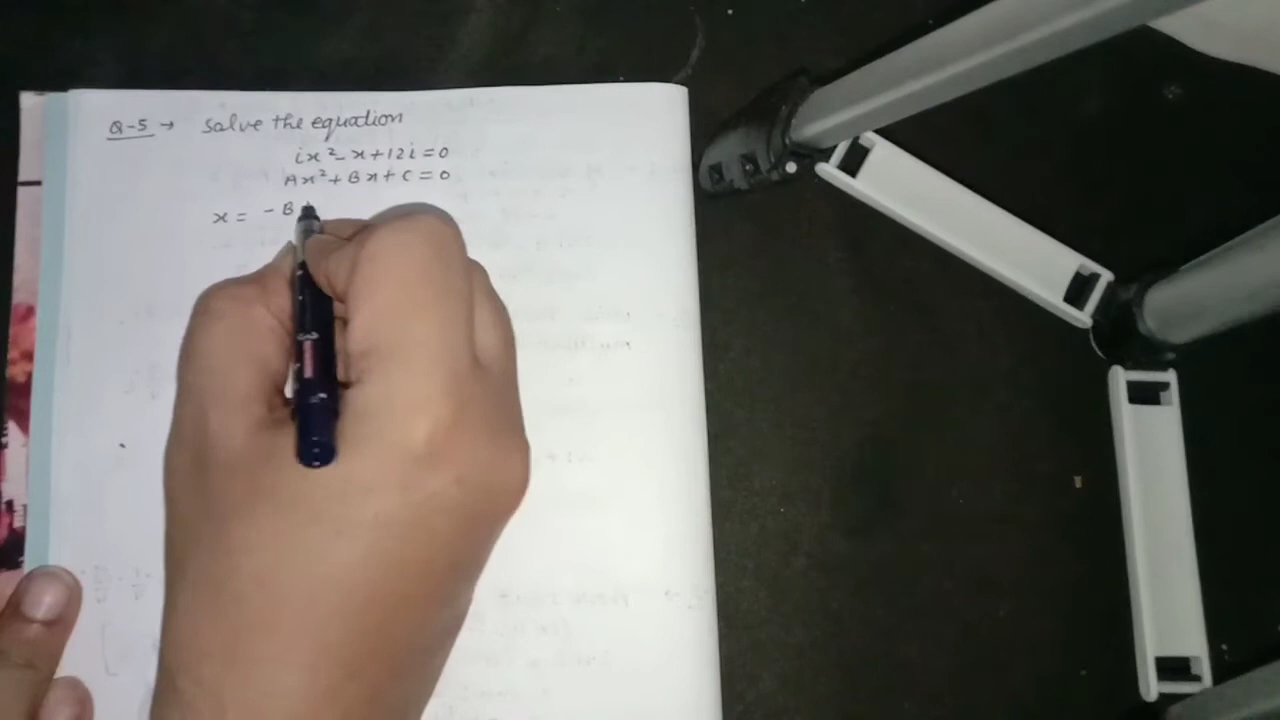 Q-5 → Solve the equation
ix² - x + 12i = 0
Ax² + Bx + C = 0
x = - B